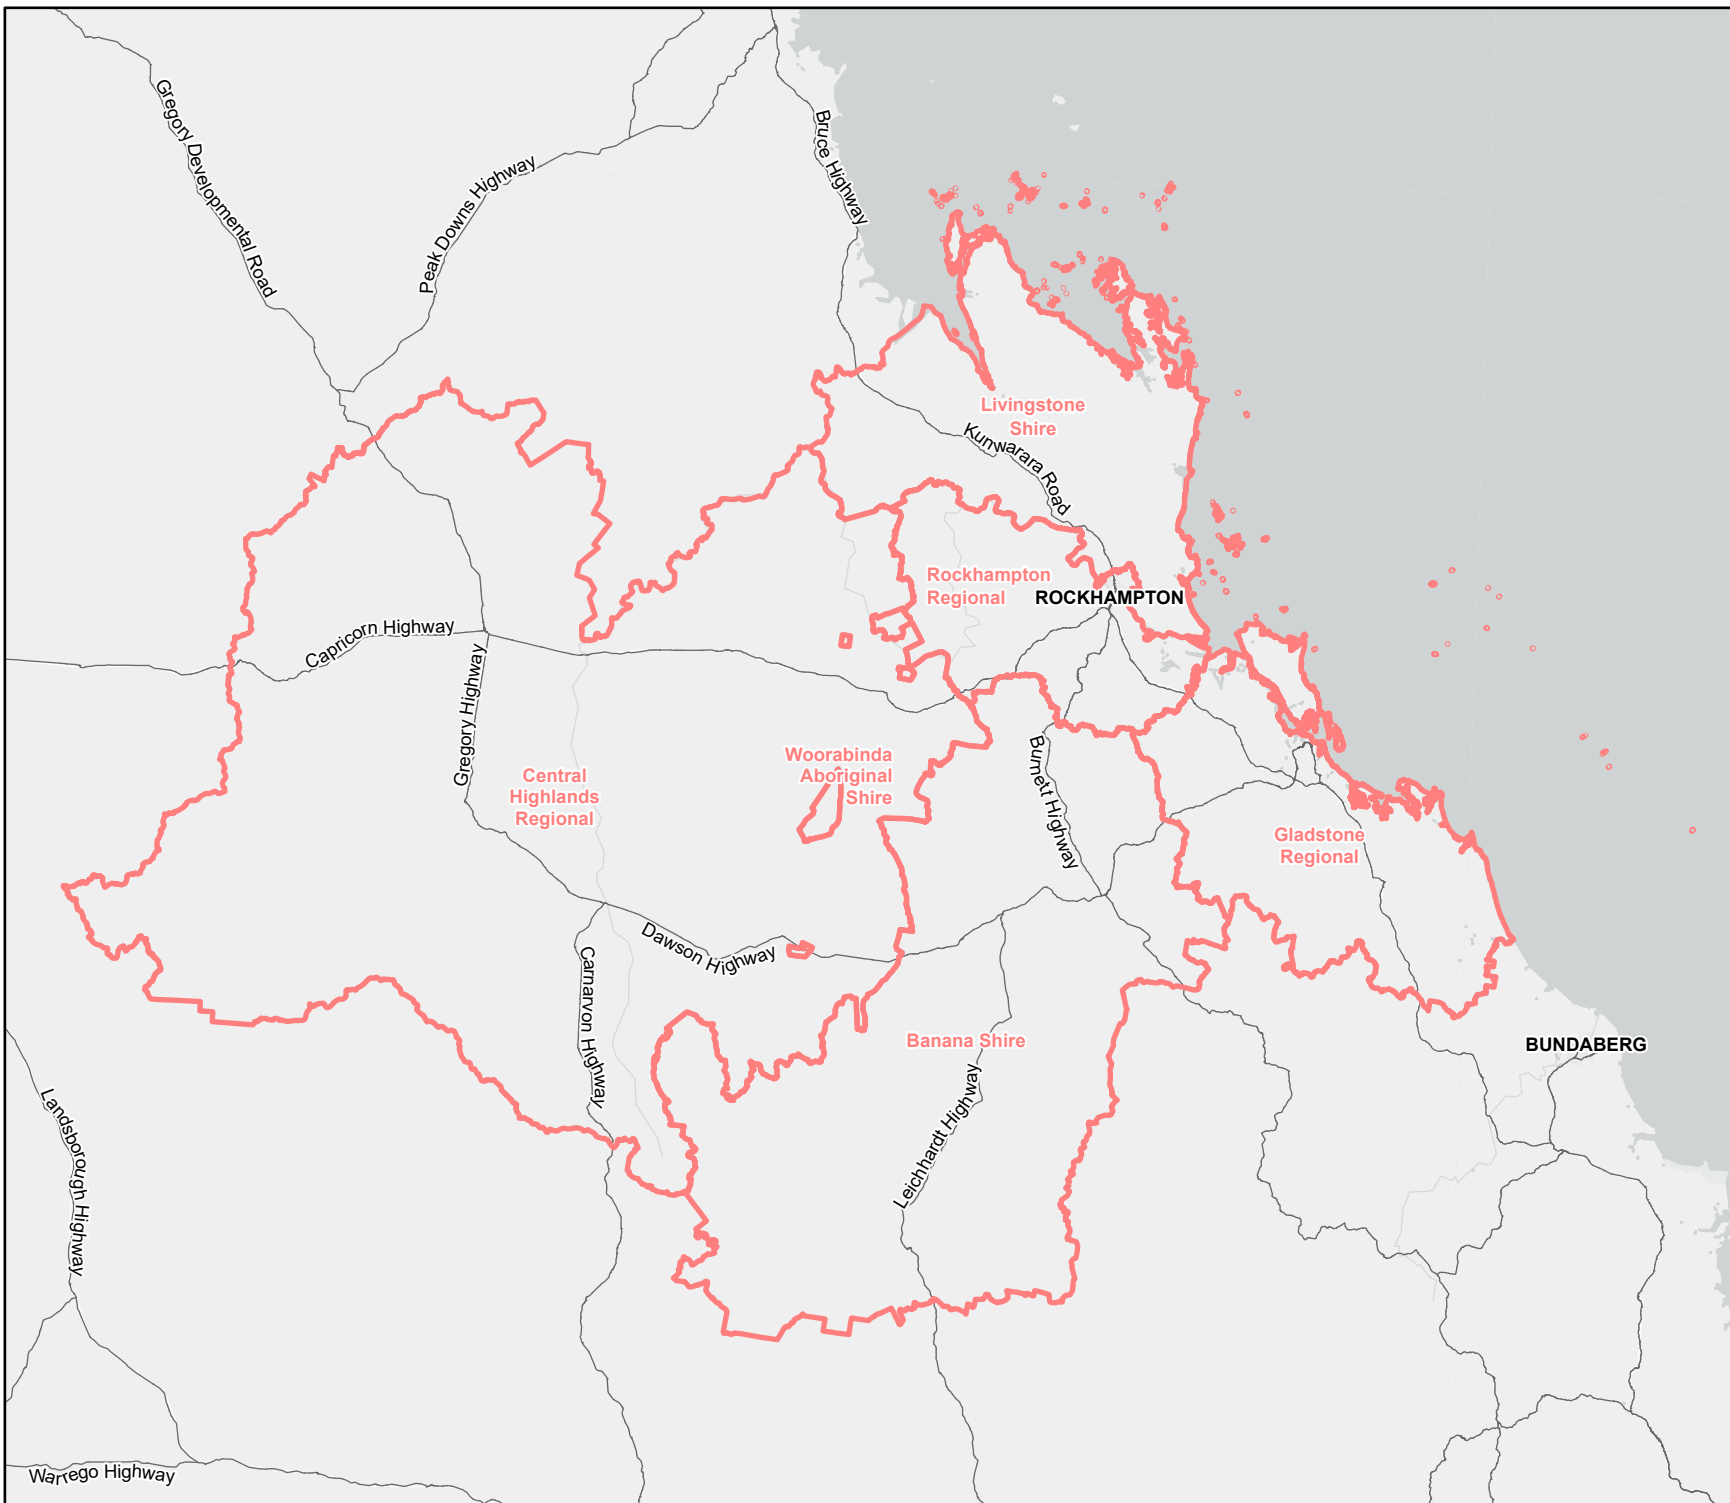 Gregory Developmental Road
Peak Downs Highway
Bruce Highway
Livingstone
Shire
Kunwarara Road
Rockhampton
Regional
ROCKHAMPTON
Capricorn Highway
Gregory Highway
Central
Highlands
Regional
Woorabinda
Aboriginal
Shire
Burnett Highway
Gladstone
Regional
Dawson Highway
Carnarvon Highway
Banana Shire
BUNDABERG
Leichhardt Highway
Landsborough Highway
Warrego Highway